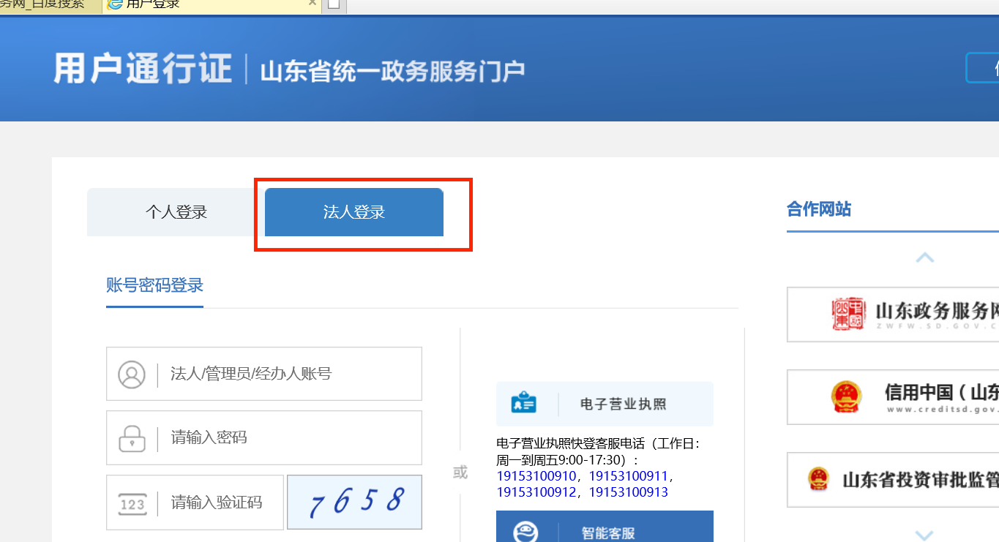 务网_百度搜索
用户登录
用户通行证
山东省统一政务服务门户
个人登录
法人登录
合作网站
账号密码登录
山东政务服务
ZWFW.SD.GOV.C
信用中国（山东
www.creditsd.gov.
山东省投资审批监管
法人/管理员/经办人账号
请输入密码
123
请输入验证码
7658
或
电子营业执照
电子营业执照快登客服电话（工作日：
周一到周五9:00-17:30）：
19153100910，19153100911，
19153100912，19153100913
智能客服